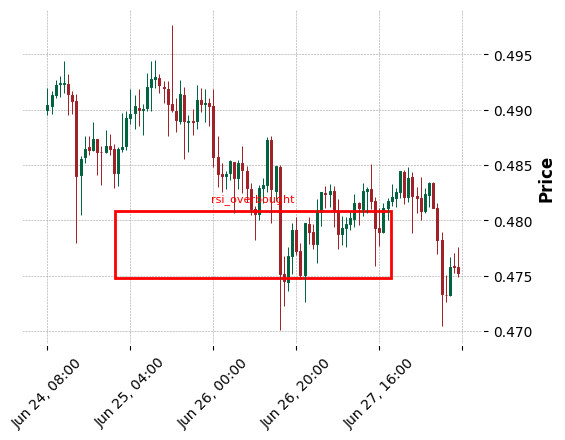 0.495
0.490
0.485
rsi_overbought
0.480
0.475
0.470
Price
Jun 24, 08:00
Jun 25, 04:00
Jun 26, 00:00
Jun 26, 20:00
Jun 27, 16:00